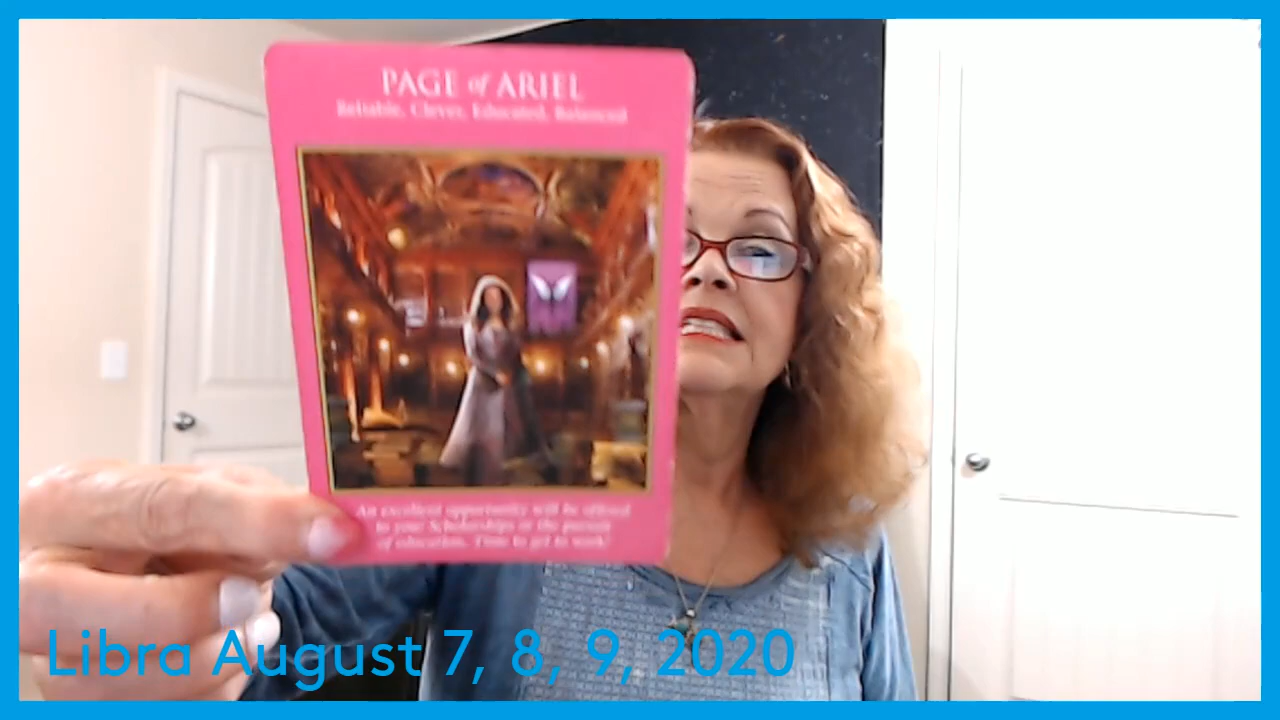 PAGE of ARIEL
Reliable, Clever, Educated, Balanced
An excellent opportunity will be offered
to you! Scholarships or the pursuit
of education. Time to get to work!
Libra August 7, 8, 9, 2020